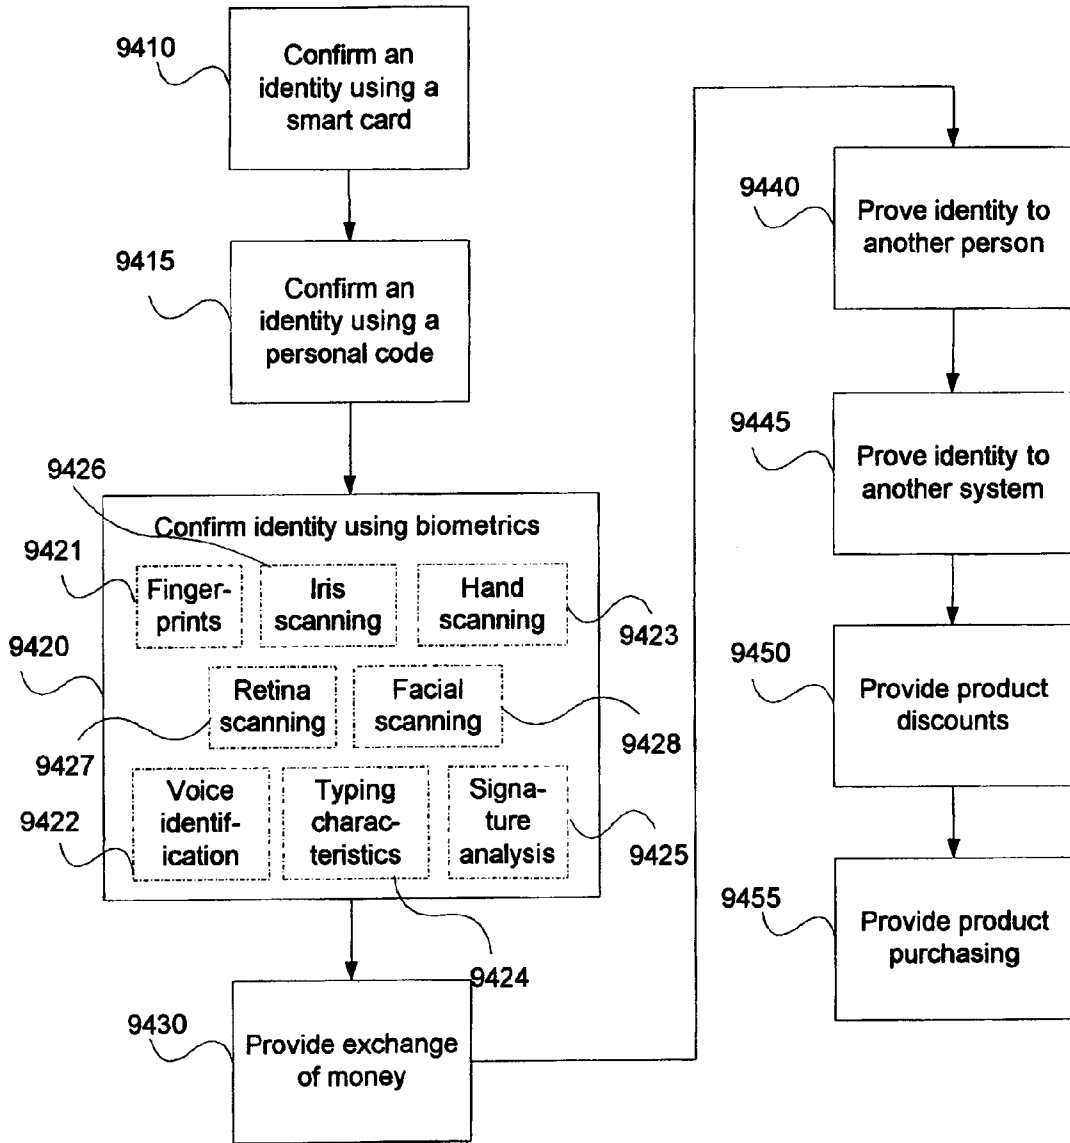 9410
Confirm an
identity using a
smart card
9415
Confirm an
identity using a
personal code
9426
Confirm identity using biometrics
9421
Finger-
prints
Iris
scanning
Hand
scanning
9423
9420
Retina
scanning
Facial
scanning
9427
9428
Voice
identif-
ication
Typing
charac-
teristics
Signa-
ture
analysis
9422
9425
9424
9430
Provide exchange
of money
9440
Prove identity to
another person
9445
Prove identity to
another system
9450
Provide product
discounts
9455
Provide product
purchasing